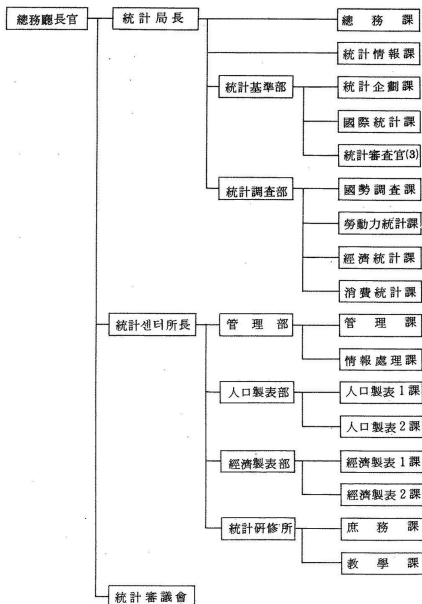 總務廳長官
統計局長
總務課
統計情報課
統計基準部
統計企劃課
國際統計課
統計審査官(3)
統計調査部
國勢調査課
勞動力統計課
經濟統計課
消費統計課
統計센터所長
管理部
管理課
情報處理課
人口製表部
人口製表1課
人口製表2課
經濟製表部
經濟製表1課
經濟製表2課
統計硏修所
庶務課
敎學課
統計審議會